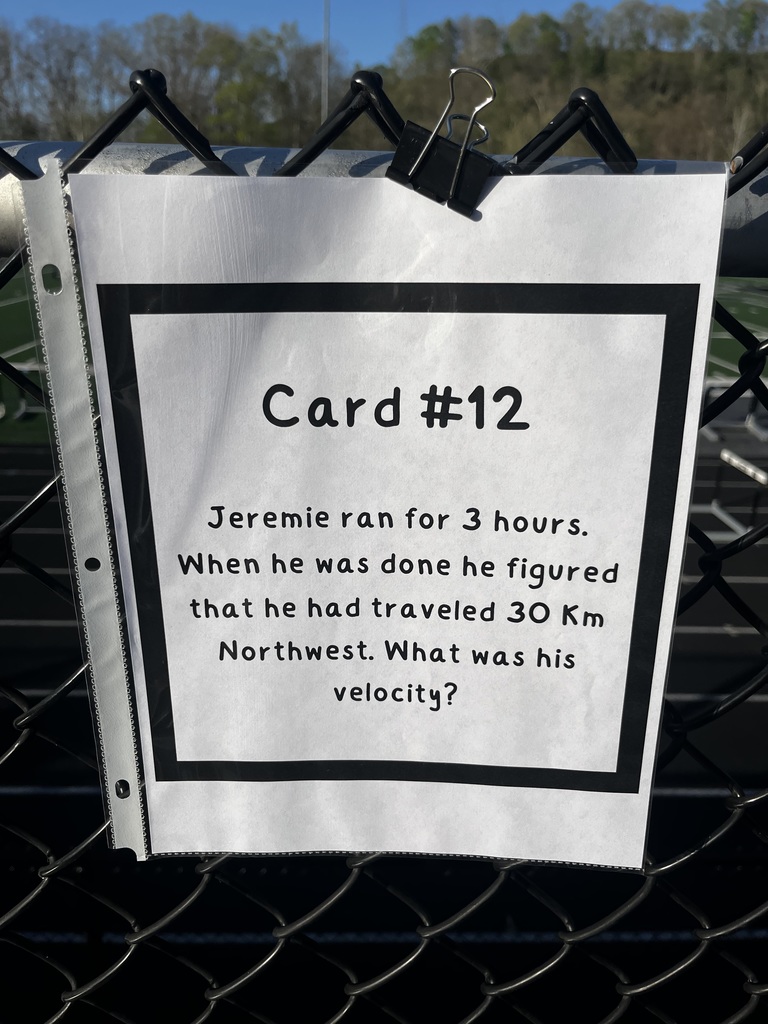 Card #12
Jeremie ran for 3 hours.
When he was done he figured
that he had traveled 30 Km
Northwest. What was his
velocity?